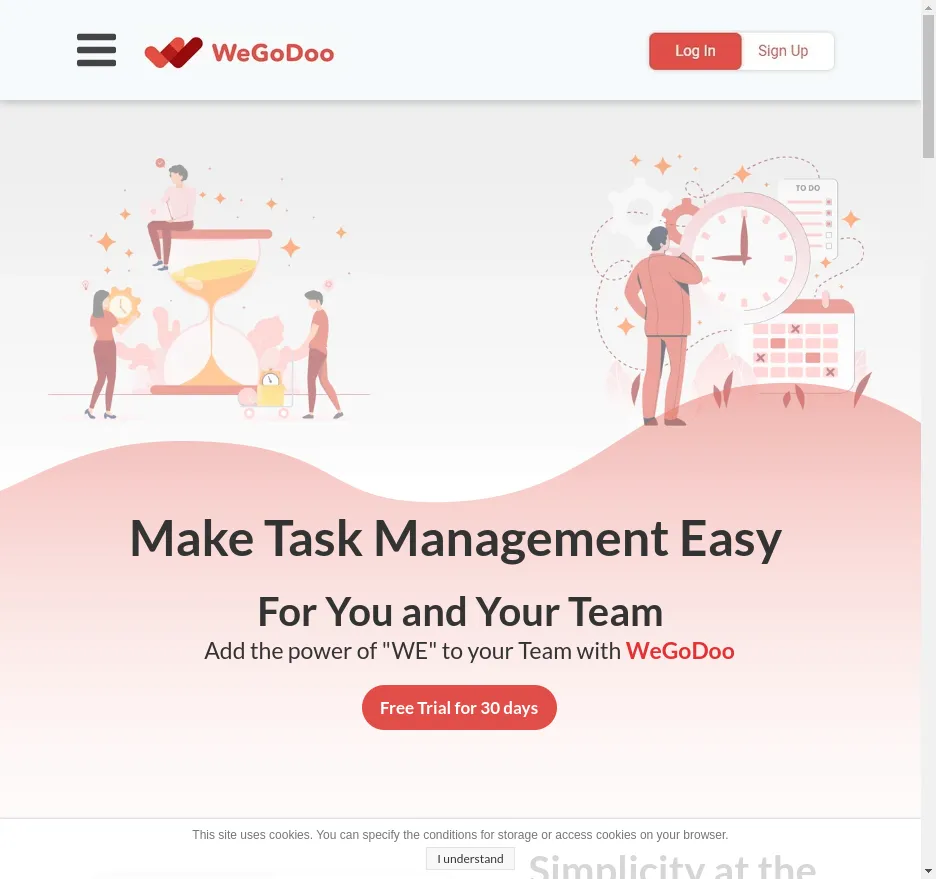 WeGoDoo
Log In
Sign Up
TO DO
Make Task Management Easy
For You and Your Team
Add the power of "WE" to your Team with WeGoDoo
Free Trial for 30 days
This site uses cookies. You can specify the conditions for storage or access cookies on your browser.
I understand
Simplicity at the